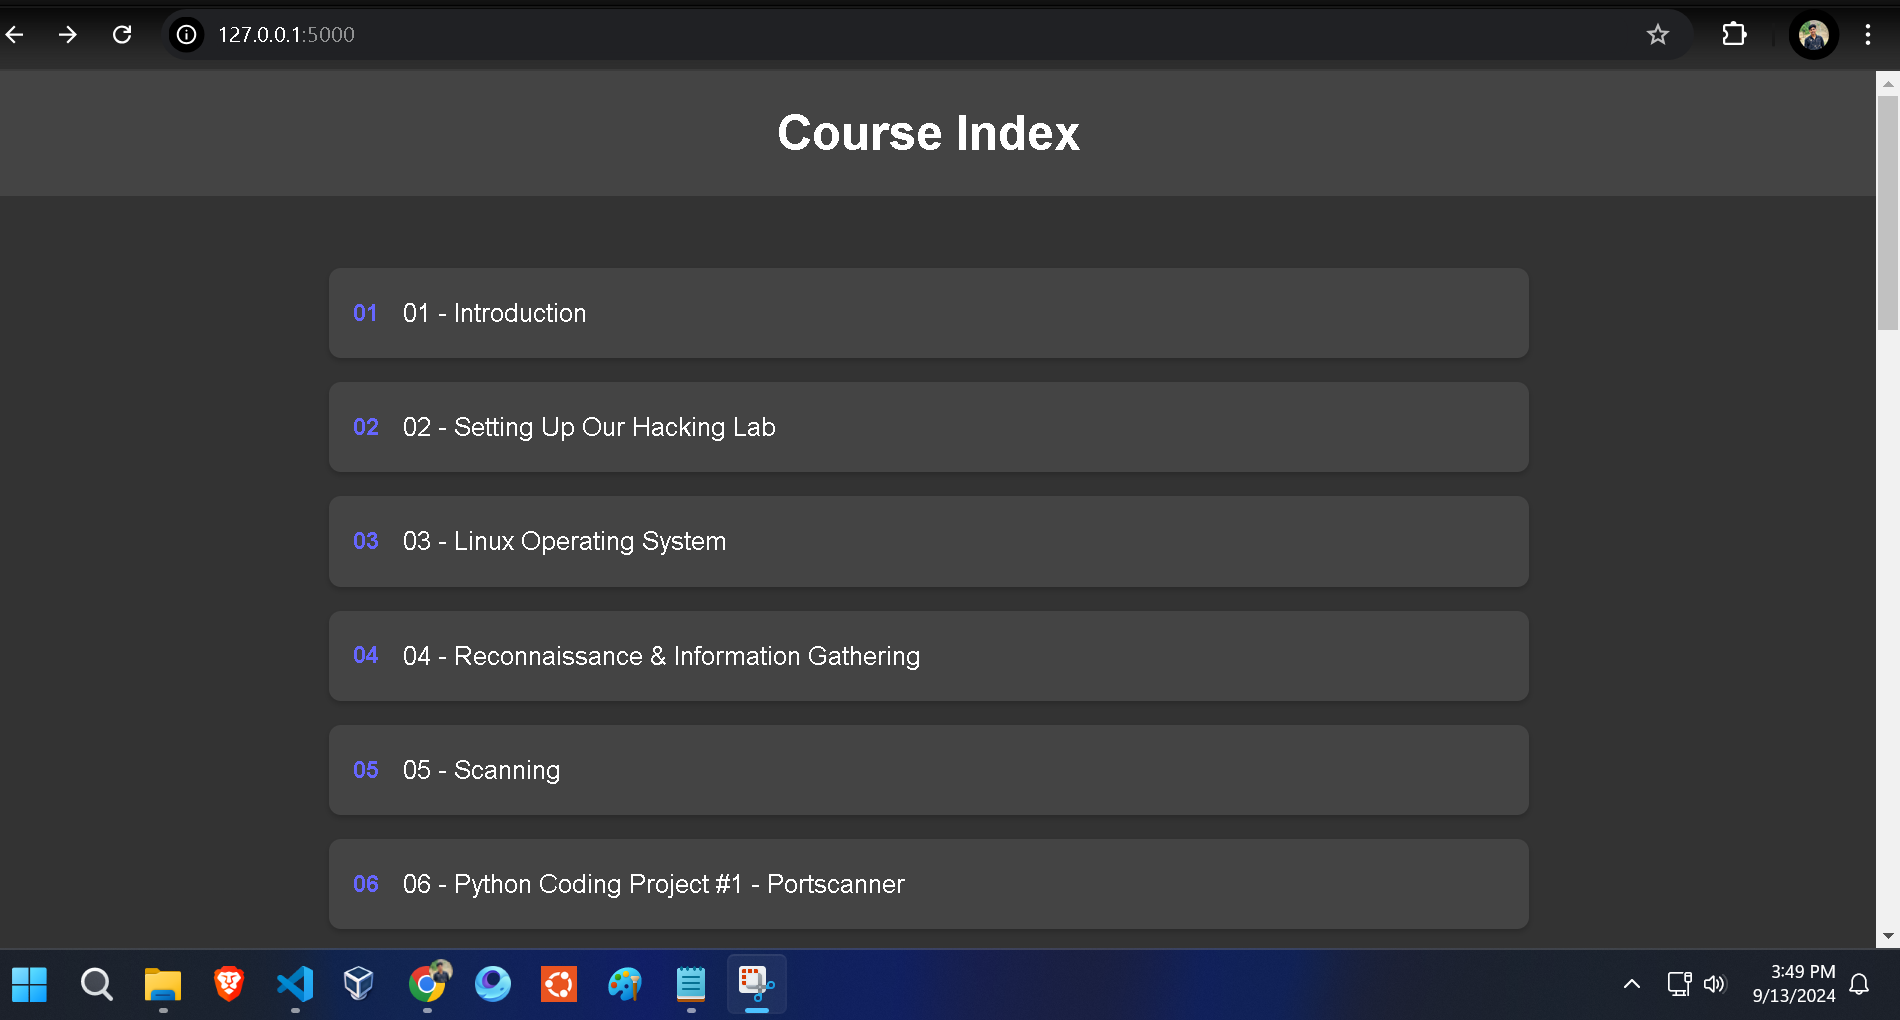 127.0.0.1:5000
Course Index
01 01 - Introduction
02 02 - Setting Up Our Hacking Lab
03 03 - Linux Operating System
04 04 - Reconnaissance & Information Gathering
05 05 - Scanning
06 06 - Python Coding Project #1 - Portscanner
3:49 PM
9/13/2024